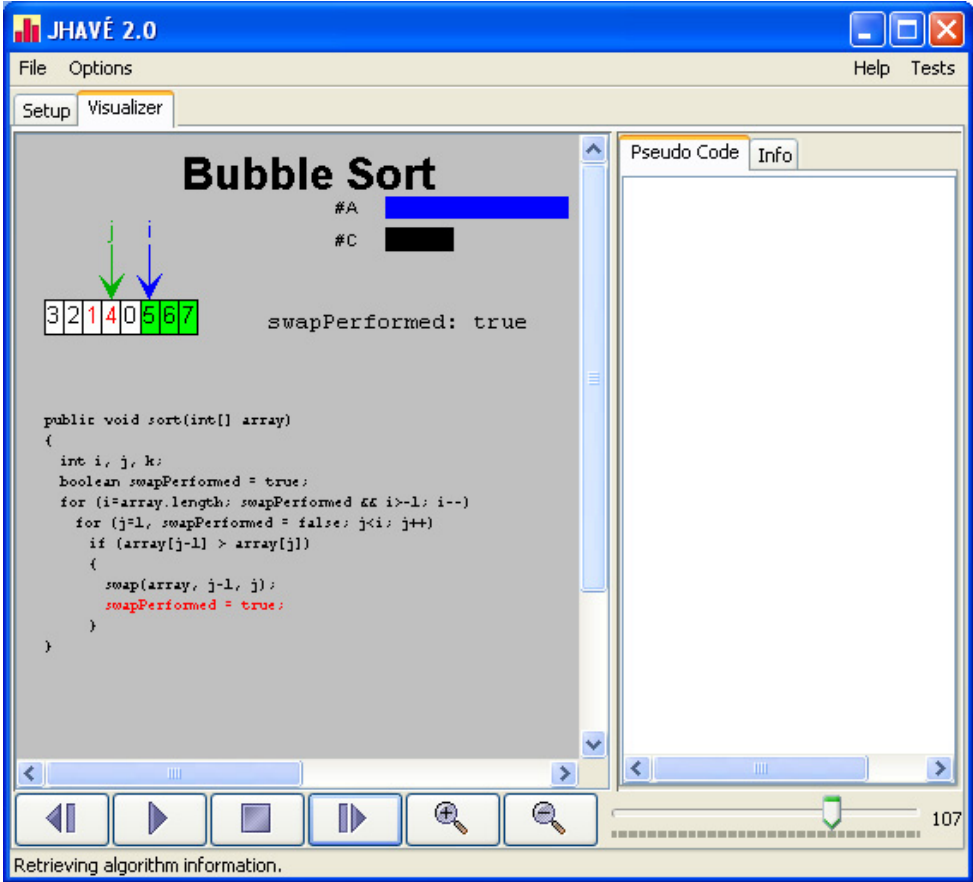 JHAVÉ 2.0
File Options Help Tests
Setup Visualizer
Pseudo Code Info
Bubble Sort
#A
#C
j i
3 2 1 4 0 5 6 7
swapPerformed: true
public void sort(int[] array)
{
int i, j, k;
boolean swapPerformed = true;
for (i=array.length; swapPerformed && i>-1; i--)
for (j=1, swapPerformed = false; j<i; j++)
if (array[j-1] > array[j])
{
swap(array, j-1, j);
swapPerformed = true;
}
}
107
Retrieving algorithm information.